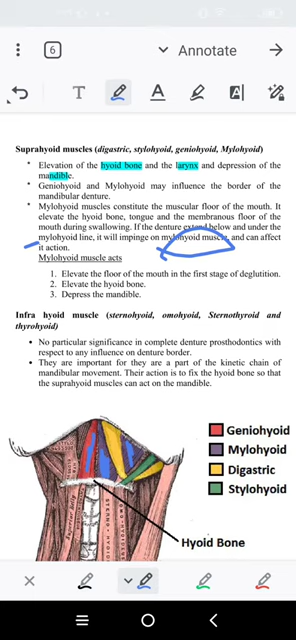 6
Annotate
T A A
Suprahyoid muscles (digastric, stylohyoid, geniohyoid, Mylohyoid)
* Elevation of the hyoid bone and the larynx and depression of the
mandible.
* Geniohyoid and Mylohyoid may influence the border of the
mandibular denture.
* Mylohyoid muscles constitute the muscular floor of the mouth. It
elevate the hyoid bone, tongue and the membranous floor of the
mouth during swallowing. If the denture extend below and under the
mylohyoid line, it will impinge on mylohyoid muscle, and can affect
it action.
Mylohyoid muscle acts
1. Elevate the floor of the mouth in the first stage of deglutition.
2. Elevate the hyoid bone.
3. Depress the mandible.
Infra hyoid muscle (sternohyoid, omohyoid, Sternothyroid and
thyrohyoid)
• No particular significance in complete denture prosthodontics with
respect to any influence on denture border.
• They are important for they are a part of the kinetic chain of
mandibular movement. Their action is to fix the hyoid bone so that
the suprahyoid muscles can act on the mandible.
Geniohyoid
Mylohyoid
Digastric
Stylohyoid
Hyoid Bone